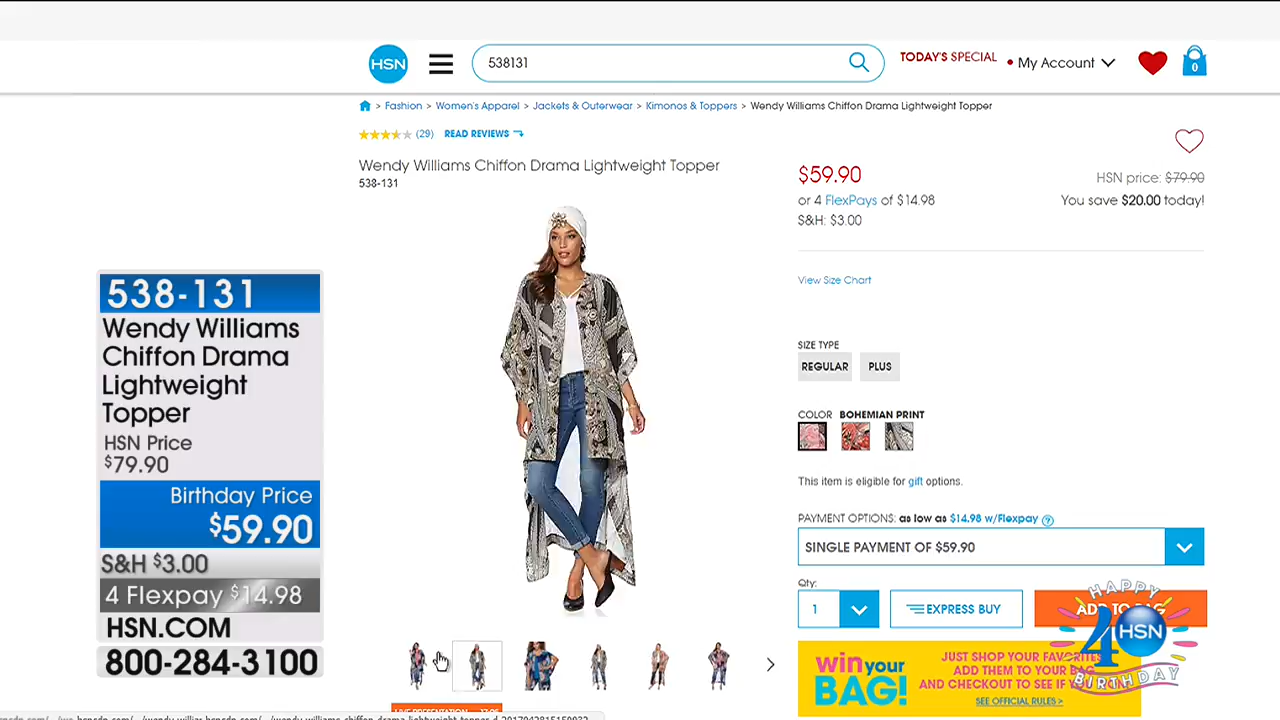 HSN
538131
TODAY'S SPECIAL
My Account
0
> Fashion > Women's Apparel > Jackets & Outerwear > Kimonos & Toppers > Wendy Williams Chiffon Drama Lightweight Topper
(29) READ REVIEWS
Wendy Williams Chiffon Drama Lightweight Topper
538-131
$59.90
HSN price: $79.90
or 4 FlexPays of $14.98
You save $20.00 today!
S&H: $3.00
View Size Chart
SIZE TYPE
REGULAR
PLUS
COLOR BOHEMIAN PRINT
This item is eligible for gift options.
PAYMENT OPTIONS: as low as $14.98 w/Flexpay ?
SINGLE PAYMENT OF $59.90
Qty:
1
EXPRESS BUY
ADD TO BAG
win your
BAG!
JUST SHOP YOUR FAVORITES
ADD THEM TO YOUR BAG
AND CHECKOUT TO SEE IF YOU
SEE OFFICIAL RULES >
HAPPY
40
HSN
BIRTHDAY
538-131
Wendy Williams
Chiffon Drama
Lightweight
Topper
HSN Price
$79.90
Birthday Price
$59.90
S&H $3.00
4 Flexpay $14.98
HSN.COM
800-284-3100